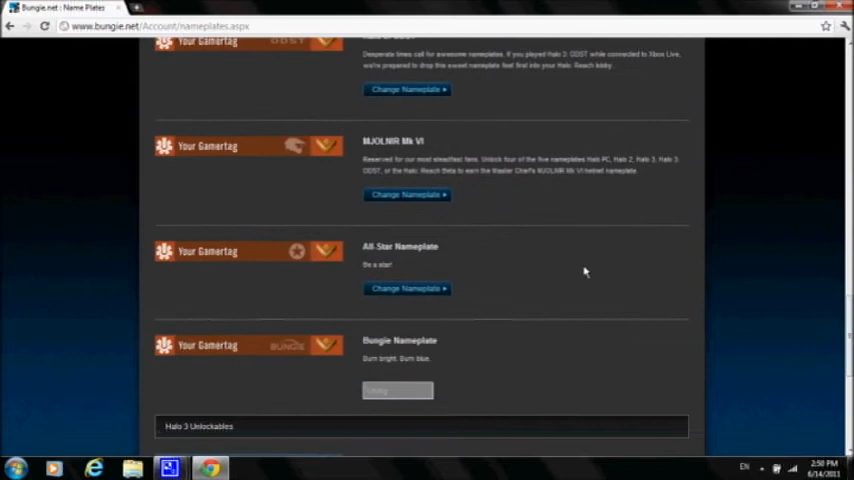 Bungie.net : Name Plates
www.bungie.net/Account/nameplates.aspx
Your Gamertag
ODST
Desperate times call for awesome nameplates. If you played Halo 3: ODST while connected to Xbox Live,
we're prepared to drop this sweet nameplate feet first into your Halo: Reach lobby.
Change Nameplate
Your Gamertag
MJOLNIR Mk VI
Reserved for our most steadfast fans. Unlock four of the five nameplates Halo PC, Halo 2, Halo 3, Halo 3:
ODST, or the Halo: Reach Beta to earn the Master Chief's MJOLNIR Mk VI helmet nameplate.
Change Nameplate
Your Gamertag
All-Star Nameplate
Be a star!
Change Nameplate
Your Gamertag
BUNGIE
Bungie Nameplate
Burn bright. Burn blue.
Halo 3 Unlockables
EN
2:50 PM
6/14/2011